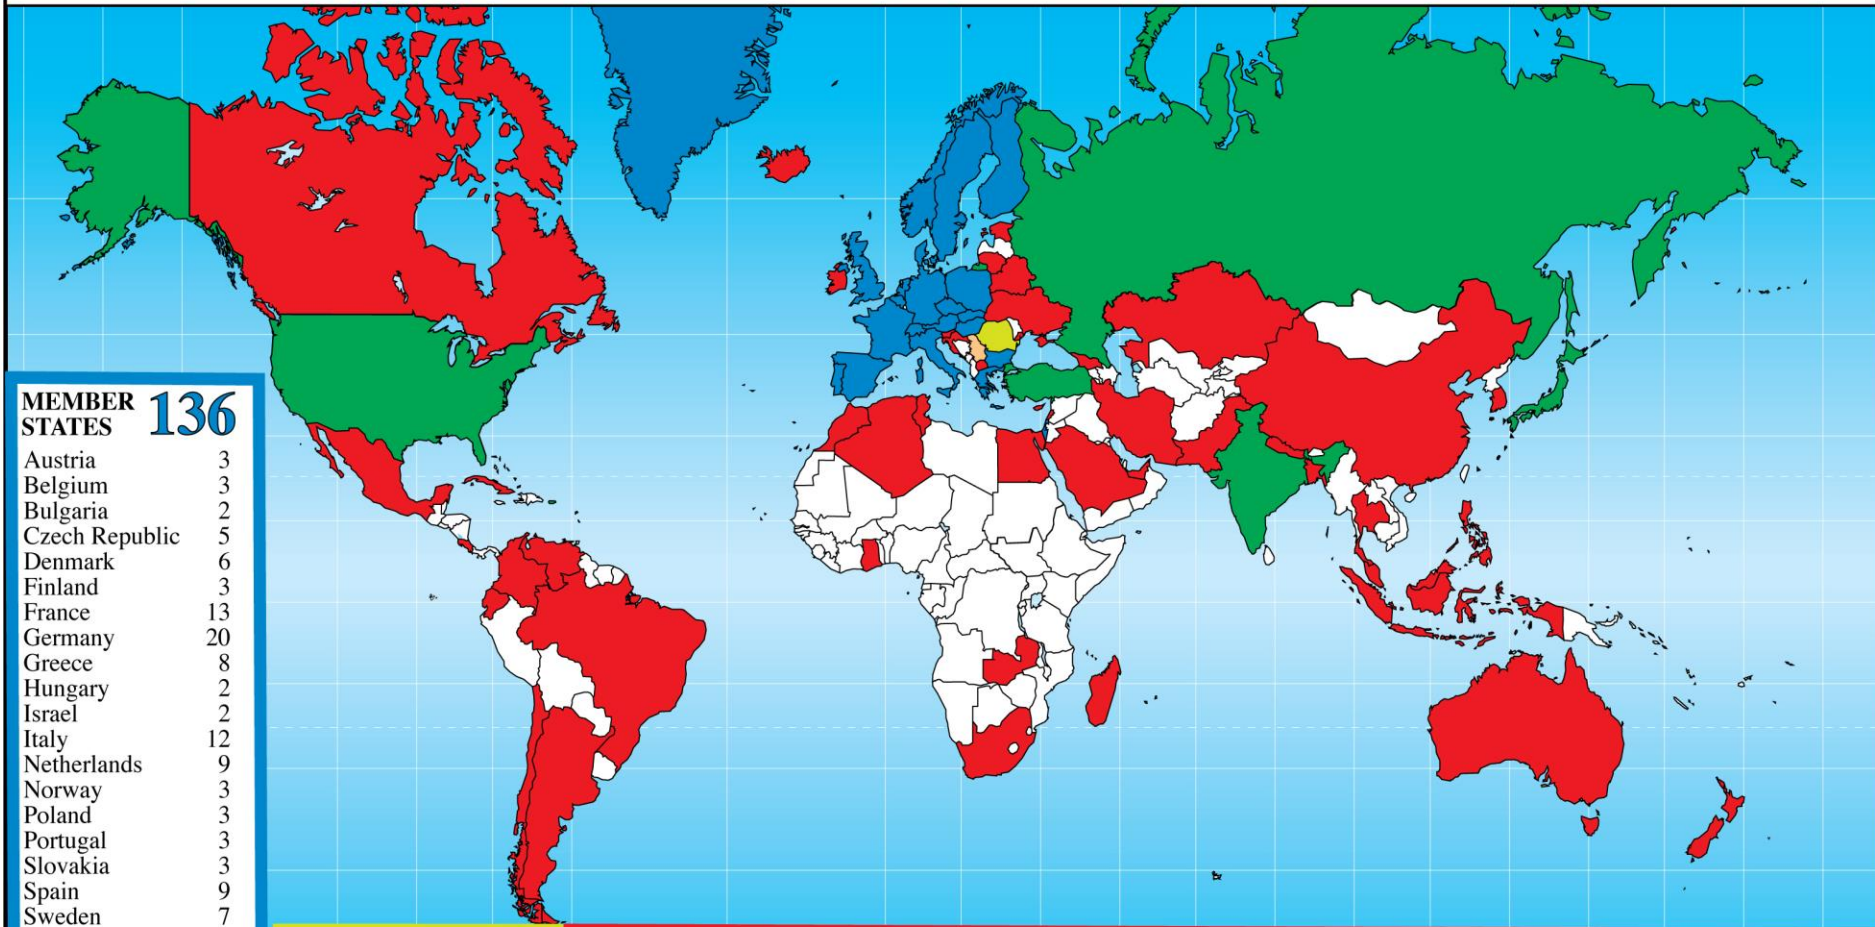 MEMBER
STATES 136
Austria 3
Belgium 3
Bulgaria 2
Czech Republic 5
Denmark 6
Finland 3
France 13
Germany 20
Greece 8
Hungary 2
Israel 2
Italy 12
Netherlands 9
Norway 3
Poland 3
Portugal 3
Slovakia 3
Spain 9
Sweden 7